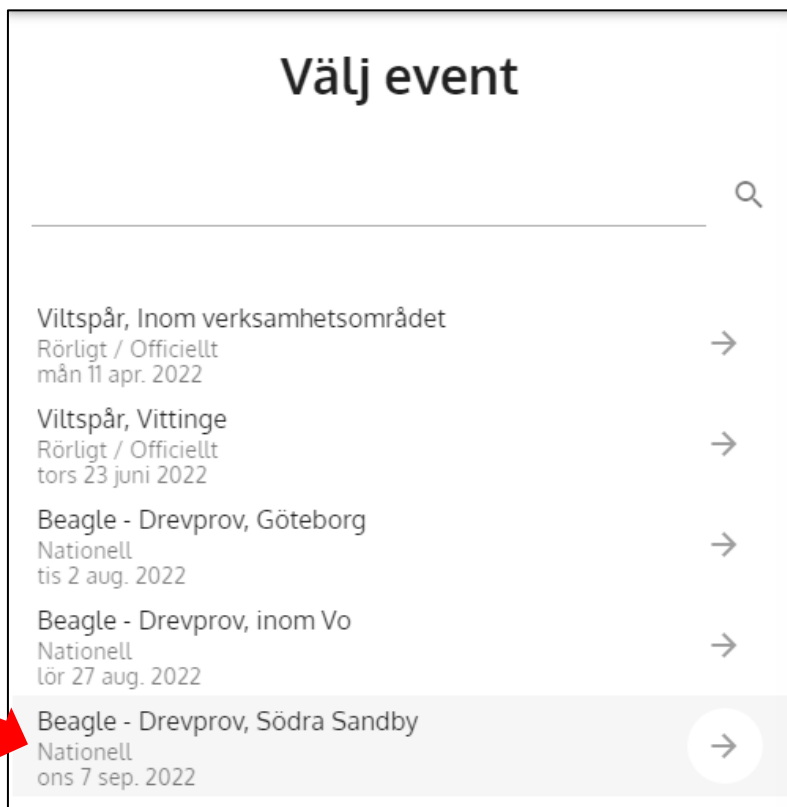 Välj event
Viltspår, Inom verksamhetsområdet
Rörligt / Officiellt
mån 11 apr. 2022
Viltspår, Vittinge
Rörligt / Officiellt
tors 23 juni 2022
Beagle - Drevprov, Göteborg
Nationell
tis 2 aug. 2022
Beagle - Drevprov, inom Vo
Nationell
lör 27 aug. 2022
Beagle - Drevprov, Södra Sandby
Nationell
ons 7 sep. 2022